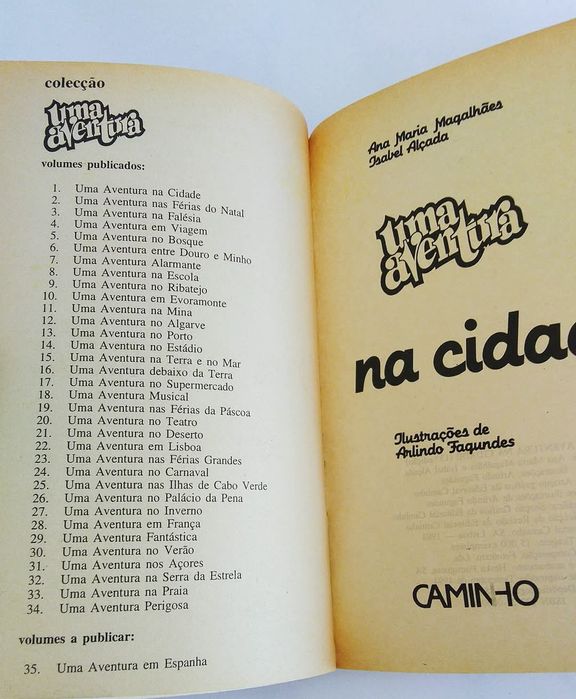 colecção
uma
aventura
volumes publicados:
1. Uma Aventura na Cidade
2. Uma Aventura nas Férias do Natal
3. Uma Aventura na Falésia
4. Uma Aventura em Viagem
5. Uma Aventura no Bosque
6. Uma Aventura entre Douro e Minho
7. Uma Aventura Alarmante
8. Uma Aventura na Escola
9. Uma Aventura no Ribatejo
10. Uma Aventura em Evoramonte
11. Uma Aventura na Mina
12. Uma Aventura no Algarve
13. Uma Aventura no Porto
14. Uma Aventura no Estádio
15. Uma Aventura na Terra e no Mar
16. Uma Aventura debaixo da Terra
17. Uma Aventura no Supermercado
18. Uma Aventura Musical
19. Uma Aventura nas Férias da Páscoa
20. Uma Aventura no Teatro
21. Uma Aventura no Deserto
22. Uma Aventura em Lisboa
23. Uma Aventura nas Férias Grandes
24. Uma Aventura no Carnaval
25. Uma Aventura nas Ilhas de Cabo Verde
26. Uma Aventura no Palácio da Pena
27. Uma Aventura no Inverno
28. Uma Aventura em França
29. Uma Aventura Fantástica
30. Uma Aventura no Verão
31. Uma Aventura nos Açores
32. Uma Aventura na Serra da Estrela
33. Uma Aventura na Praia
34. Uma Aventura Perigosa
volumes a publicar:
35. Uma Aventura em Espanha
Ana Maria Magalhães
Isabel Alçada
uma
aventura
na cidad
Ilustrações de
Arlindo Fagundes
CAMINHO